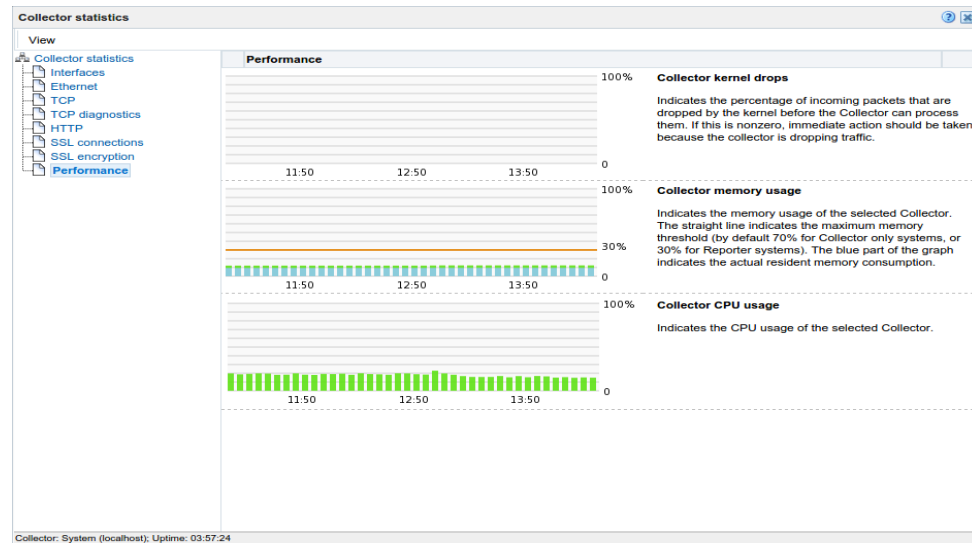 Collector statistics
View
Collector statistics
Interfaces
Ethernet
TCP
TCP diagnostics
HTTP
SSL connections
SSL encryption
Performance
Performance
100%
0
11:50 12:50 13:50
Collector kernel drops
Indicates the percentage of incoming packets that are
dropped by the kernel before the Collector can process
them. If this is nonzero, immediate action should be taken
because the collector is dropping traffic.
100%
30%
0
11:50 12:50 13:50
Collector memory usage
Indicates the memory usage of the selected Collector.
The straight line indicates the maximum memory
threshold (by default 70% for Collector only systems, or
30% for Reporter systems). The blue part of the graph
indicates the actual resident memory consumption.
100%
0
11:50 12:50 13:50
Collector CPU usage
Indicates the CPU usage of the selected Collector.
Collector: System (localhost); Uptime: 03:57:24